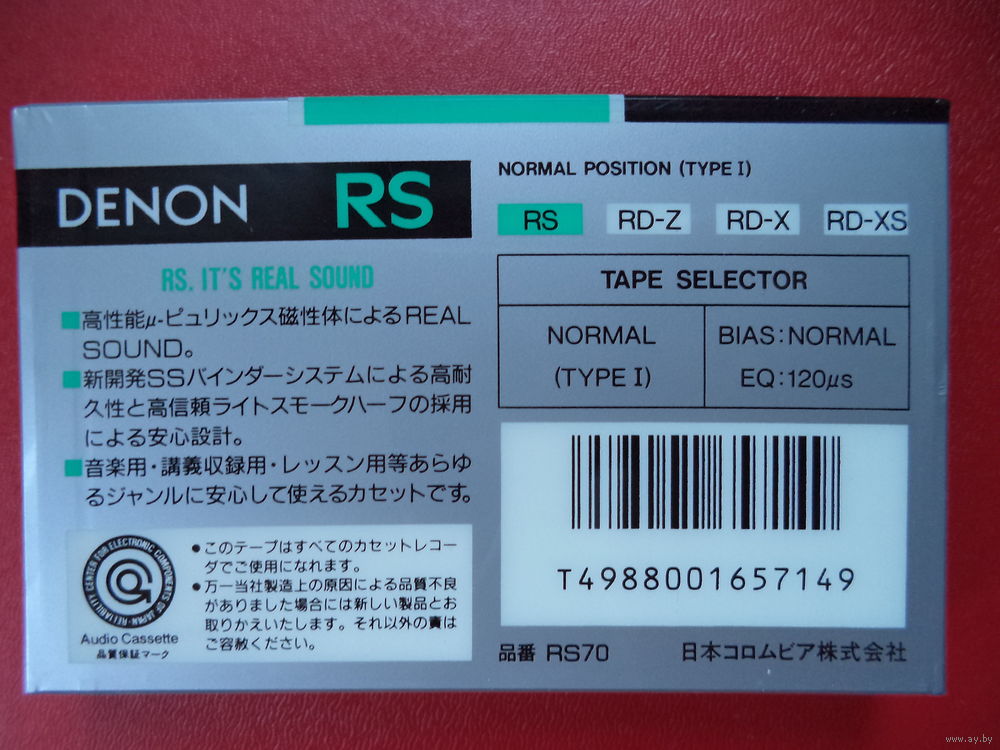 DENON RS
RS. IT'S REAL SOUND
■高性能μ-ピュリックス磁性体によるREAL
SOUND。
■新開発SSバインダーシステムによる高耐
久性と高信頼ライトスモークハーフの採用
による安心設計。
■音楽用・講義収録用・レッスン用等あらゆ
るジャンルに安心して使えるカセットです。
RELIABILITY CENTER FOR ELECTRONIC COMPONENTS OF JAPAN
Audio Cassette
品質保証マーク
●このテープはすべてのカセットレコー
ダでご使用になれます。
●万一当社製造上の原因による品質不良
がありました場合には新しい製品とお
取りかえいたします。それ以外の責は
ご容赦ください。
NORMAL POSITION (TYPE I)
RS RD-Z RD-X RD-XS
TAPE SELECTOR
NORMAL
(TYPE I)
BIAS:NORMAL
EQ:120μs
T4988001657149
品番 RS70
日本コロムビア株式会社
www.ay.by